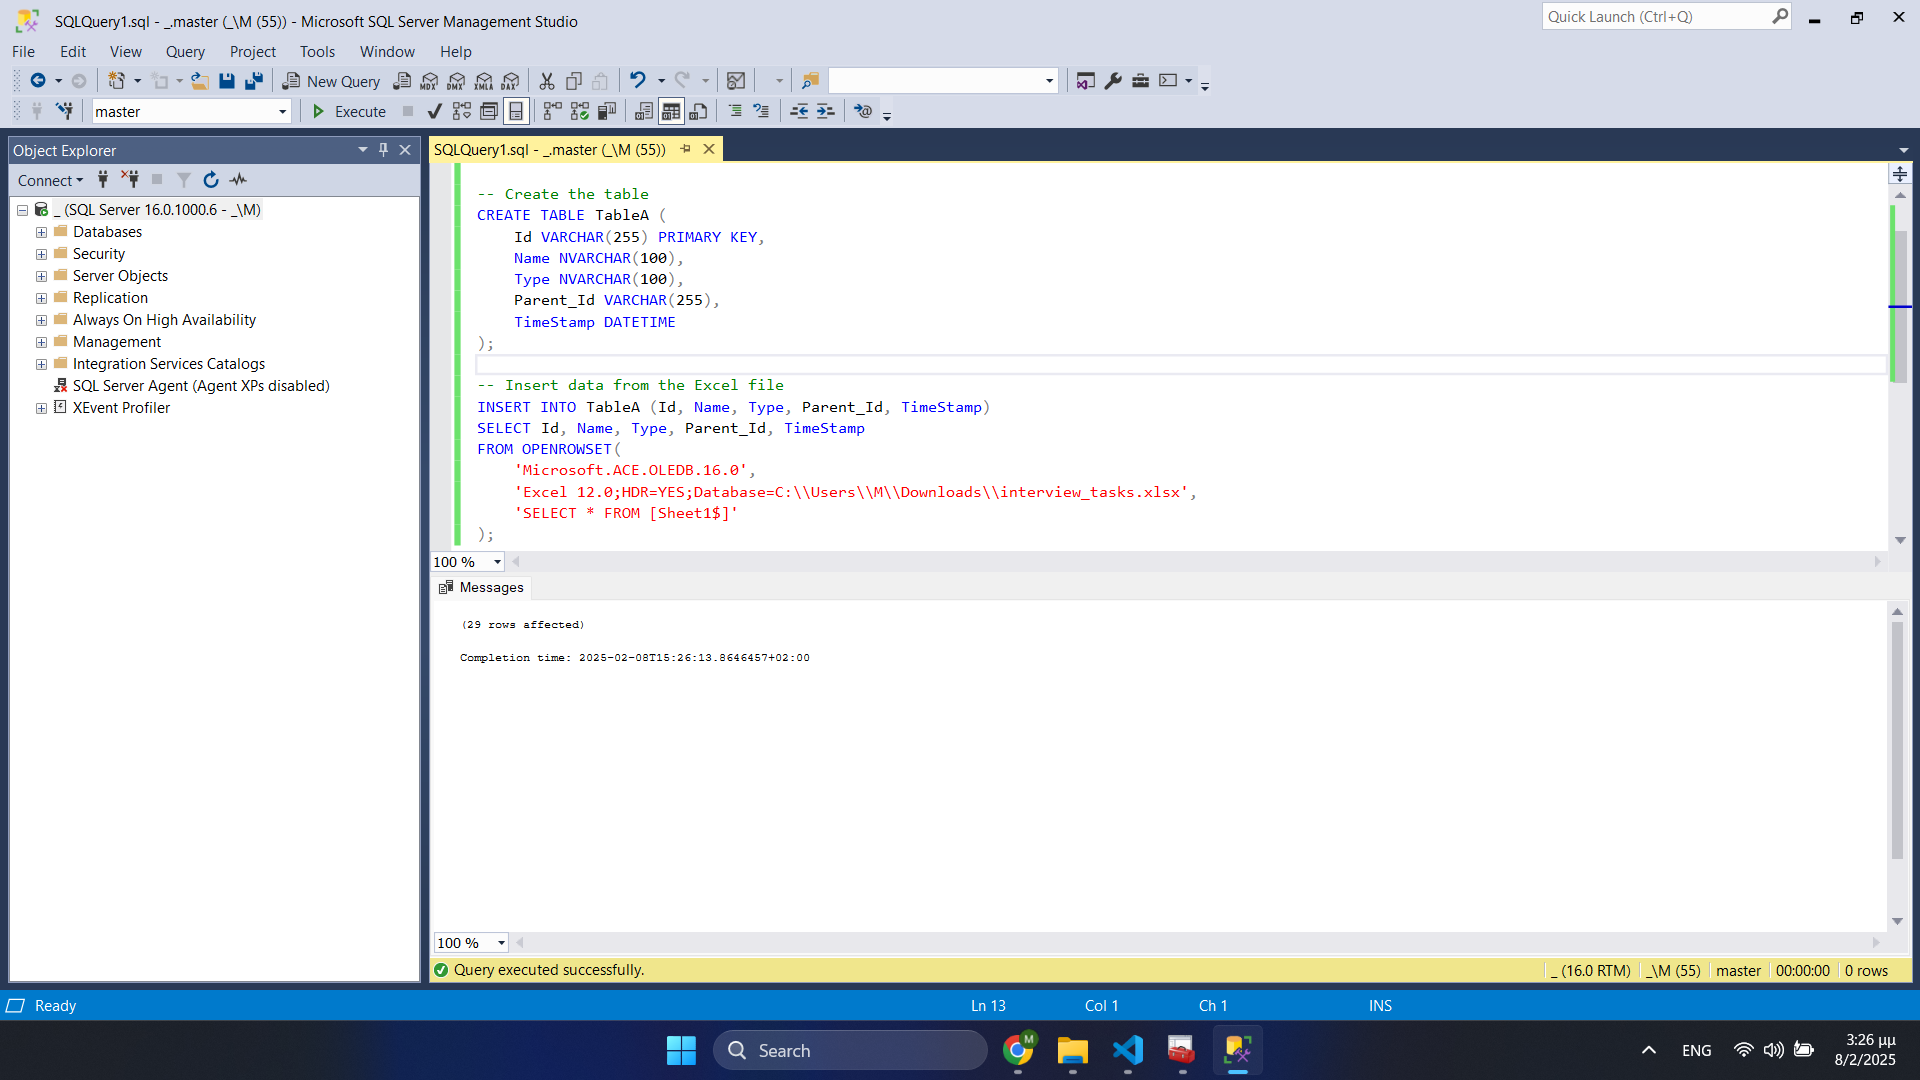 SQLQuery1.sql - _.master (_\M (55)) - Microsoft SQL Server Management Studio
Quick Launch (Ctrl+Q)
File Edit View Query Project Tools Window Help
New Query MDX DMX XMLA DAX
master Execute
Object Explorer
Connect
_ (SQL Server 16.0.1000.6 - _\M)
Databases
Security
Server Objects
Replication
Always On High Availability
Management
Integration Services Catalogs
SQL Server Agent (Agent XPs disabled)
XEvent Profiler
SQLQuery1.sql - _.master (_\M (55))
-- Create the table
CREATE TABLE TableA (
Id VARCHAR(255) PRIMARY KEY,
Name NVARCHAR(100),
Type NVARCHAR(100),
Parent_Id VARCHAR(255),
TimeStamp DATETIME
);
-- Insert data from the Excel file
INSERT INTO TableA (Id, Name, Type, Parent_Id, TimeStamp)
SELECT Id, Name, Type, Parent_Id, TimeStamp
FROM OPENROWSET(
'Microsoft.ACE.OLEDB.16.0',
'Excel 12.0;HDR=YES;Database=C:\\Users\\M\\Downloads\\interview_tasks.xlsx',
'SELECT * FROM [Sheet1$]'
);
100 %
Messages
(29 rows affected)
Completion time: 2025-02-08T15:26:13.8646457+02:00
100 %
Query executed successfully. _ (16.0 RTM) _\M (55) master 00:00:00 0 rows
Ready Ln 13 Col 1 Ch 1 INS
Search M ENG 3:26 μμ
8/2/2025